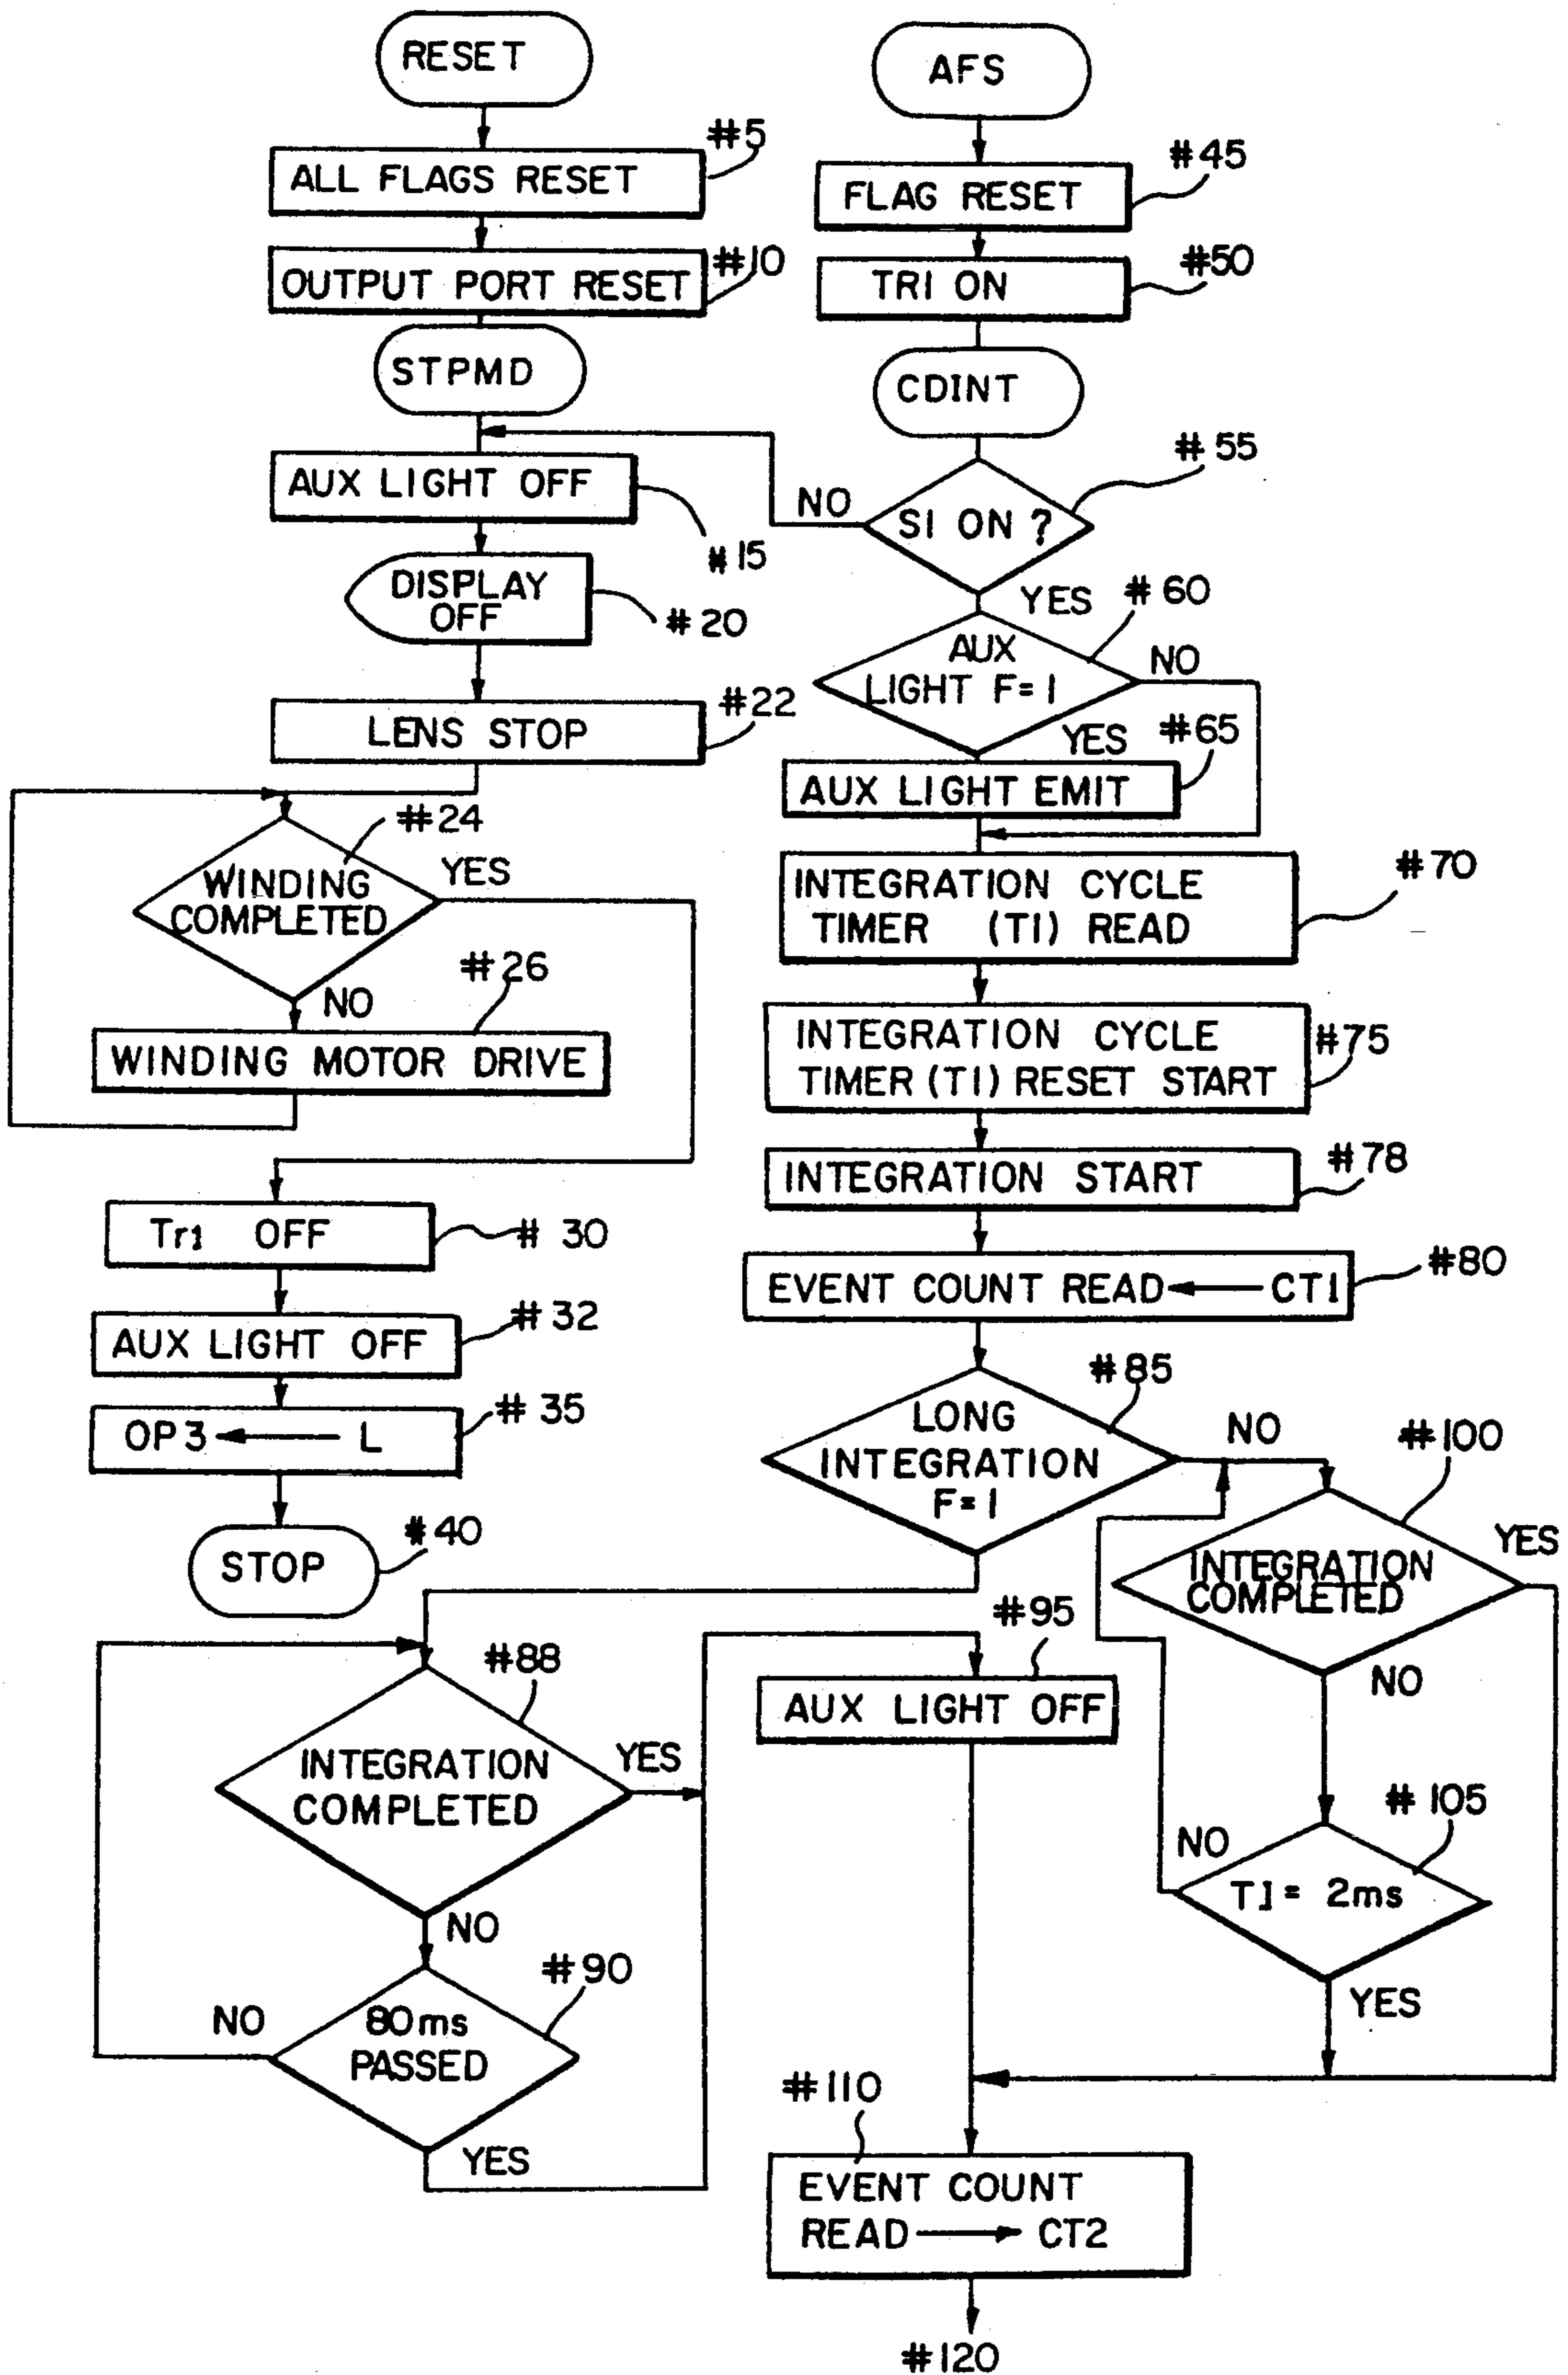 RESET
#5
ALL FLAGS RESET
#10
OUTPUT PORT RESET
STPMD
AUX LIGHT OFF
#15
DISPLAY
OFF
#20
LENS STOP
#22
#24
WINDING
COMPLETED
YES
NO
#26
WINDING MOTOR DRIVE
Tr1 OFF
# 30
AUX LIGHT OFF
# 32
OP3 ← L
# 35
STOP
#40
AFS
#45
FLAG RESET
#50
TRI ON
CDINT
# 55
NO
SI ON ?
YES
# 60
AUX
LIGHT F=1
NO
YES
#65
AUX LIGHT EMIT
#70
INTEGRATION CYCLE
TIMER (TI) READ
#75
INTEGRATION CYCLE
TIMER (TI) RESET START
#78
INTEGRATION START
#80
EVENT COUNT READ ← CT1
#85
LONG
INTEGRATION
F=1
NO
#100
INTEGRATION
COMPLETED
YES
NO
# 105
T1= 2ms
NO
YES
#88
INTEGRATION
COMPLETED
YES
NO
#90
80ms
PASSED
NO
YES
#95
AUX LIGHT OFF
#110
EVENT COUNT
READ → CT2
#120